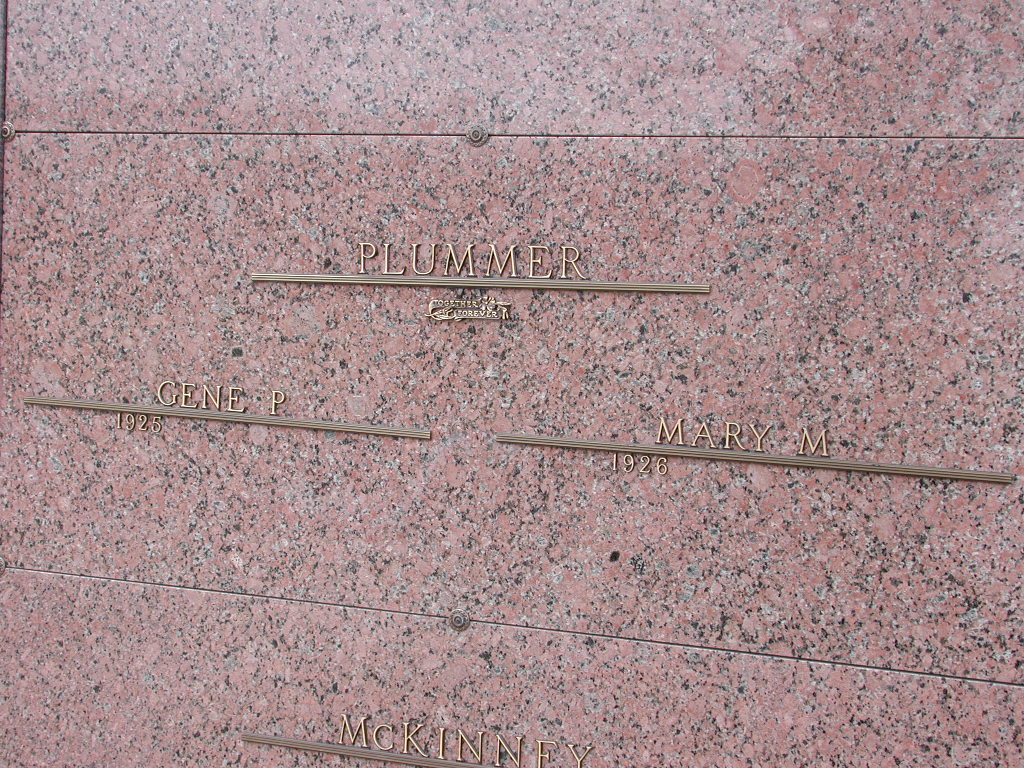 PLUMMER
TOGETHER
FOREVER
GENE P
1925
MARY M
1926
McKINNEY